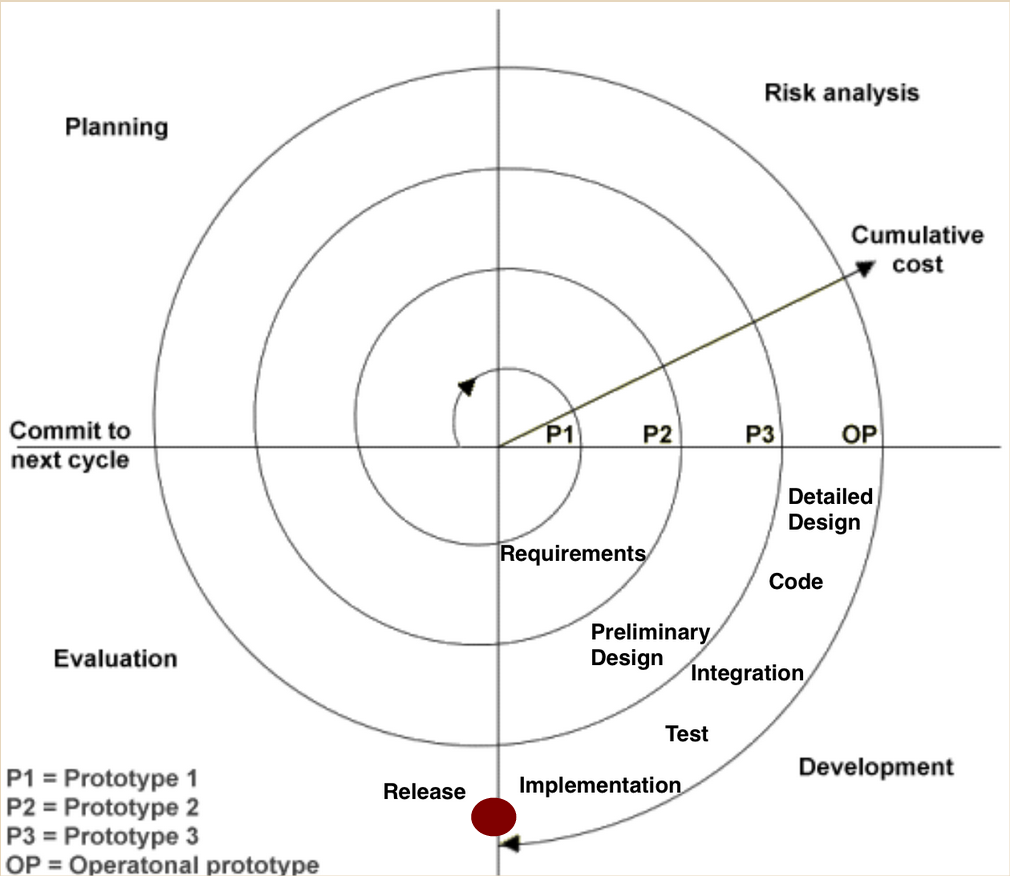 Risk analysis
Planning
Cumulative
cost
Commit to
next cycle
P1 P2 P3 OP
Detailed
Design
Requirements
Code
Preliminary
Design
Evaluation
Integration
Test
Development
P1 = Prototype 1
Release
Implementation
P2 = Prototype 2
P3 = Prototype 3
OP = Operatonal prototype